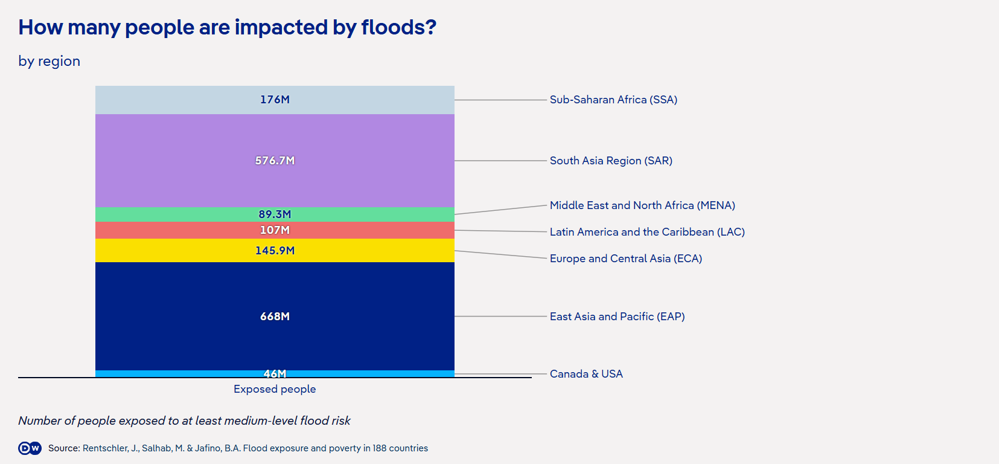 How many people are impacted by floods?
by region
176M
Sub-Saharan Africa (SSA)
576.7M
South Asia Region (SAR)
89.3M
Middle East and North Africa (MENA)
107M
Latin America and the Caribbean (LAC)
145.9M
Europe and Central Asia (ECA)
668M
East Asia and Pacific (EAP)
46M
Canada & USA
Exposed people
Number of people exposed to at least medium-level flood risk
DW Source: Rentschler, J., Salhab, M. & Jafino, B.A. Flood exposure and poverty in 188 countries